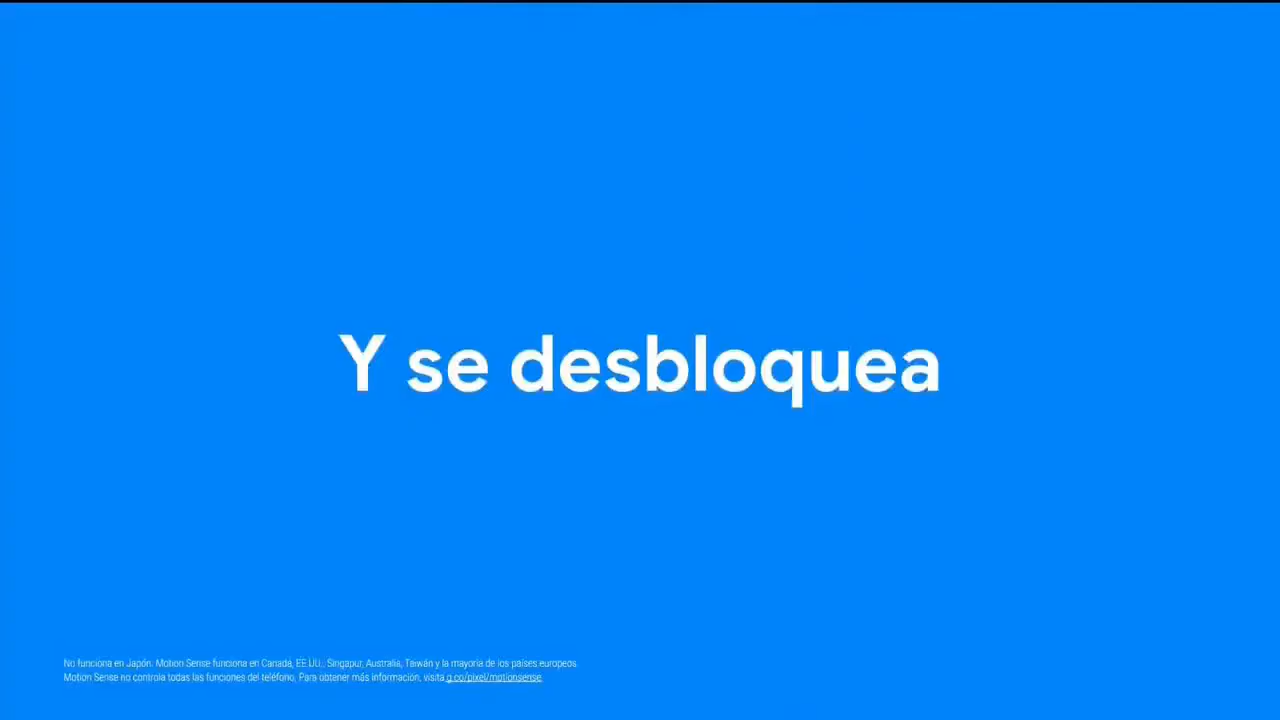 Y se desbloquea
No funciona en Japón. Motion Sense funciona en Canadá, EE.UU., Singapur, Australia, Taiwán y la mayoría de los países europeos.
Motion Sense no controla todas las funciones del teléfono. Para obtener más información, visita g.co/pixel/motionsense.